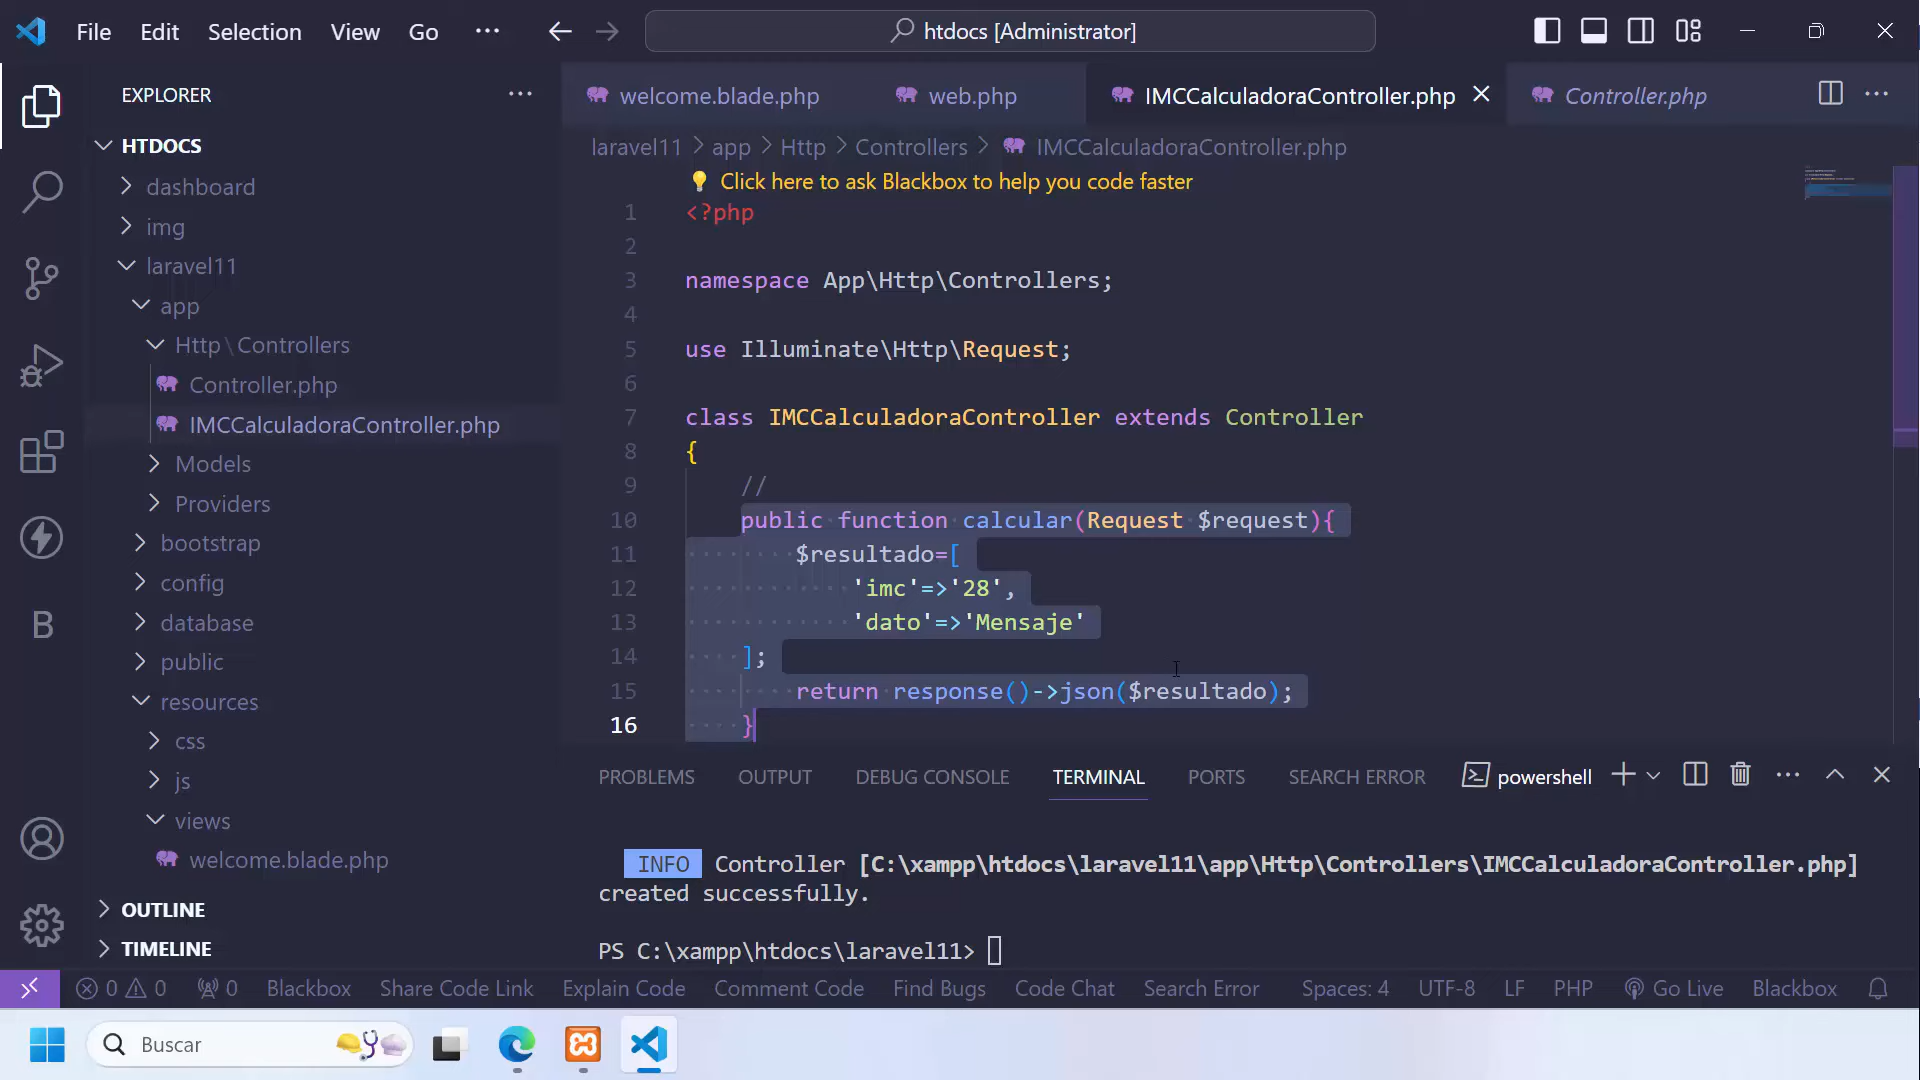 File Edit Selection View Go ··· htdocs [Administrator]
EXPLORER ···
HTDOCS
dashboard
img
laravel11
app
Http\Controllers
Controller.php
IMCCalculadoraController.php
Models
Providers
bootstrap
config
database
public
resources
css
js
views
welcome.blade.php
OUTLINE
TIMELINE
welcome.blade.php web.php IMCCalculadoraController.php Controller.php
laravel11 > app > Http > Controllers > IMCCalculadoraController.php
Click here to ask Blackbox to help you code faster
1 <?php
2
3 namespace App\Http\Controllers;
4
5 use Illuminate\Http\Request;
6
7 class IMCCalculadoraController extends Controller
8 {
9 //
10 public function calcular(Request $request){
11 $resultado=[
12 'imc'=>'28',
13 'dato'=>'Mensaje'
14 ];
15 return response()->json($resultado);
16 }
PROBLEMS OUTPUT DEBUG CONSOLE TERMINAL PORTS SEARCH ERROR powershell
INFO Controller [C:\xampp\htdocs\laravel11\app\Http\Controllers\IMCCalculadoraController.php]
created successfully.
PS C:\xampp\htdocs\laravel11>
0 0 0 Blackbox Share Code Link Explain Code Comment Code Find Bugs Code Chat Search Error Spaces: 4 UTF-8 LF PHP Go Live Blackbox
Buscar